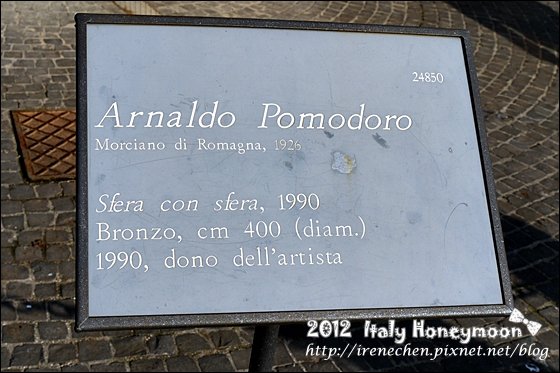 24850
Arnaldo Pomodoro
Morciano di Romagna, 1926
Sfera con sfera, 1990
Bronzo, cm 400 (diam.)
1990, dono dell'artista
2012 Italy Honeymoon
http://irenechen.pixnet.net/blog